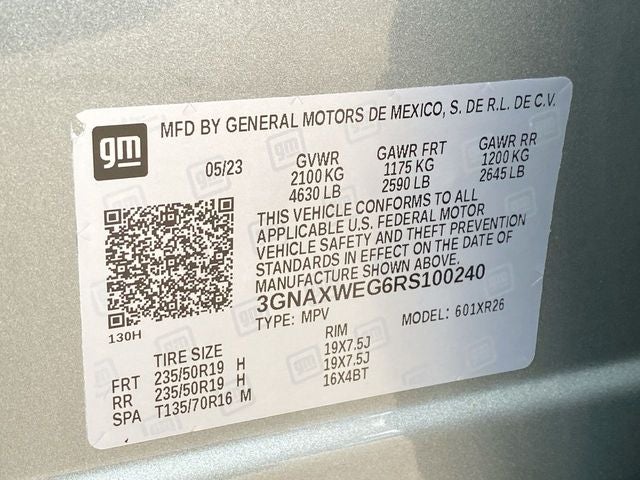 gm
MFD BY GENERAL MOTORS DE MEXICO, S. DE R.L. DE C.V.
05/23 GVWR GAWR FRT GAWR RR
2100 KG 1175 KG 1200 KG
4630 LB 2590 LB 2645 LB
THIS VEHICLE CONFORMS TO ALL
APPLICABLE U.S. FEDERAL MOTOR
VEHICLE SAFETY AND THEFT PREVENTION
STANDARDS IN EFFECT ON THE DATE OF
MANUFACTURE SHOWN ABOVE.
3GNAXWEG6RS100240
130H
TYPE: MPV MODEL: 601XR26
TIRE SIZE RIM
FRT 235/50R19 H 19X7.5J
RR 235/50R19 H 19X7.5J
SPA T135/70R16 M 16X4BT